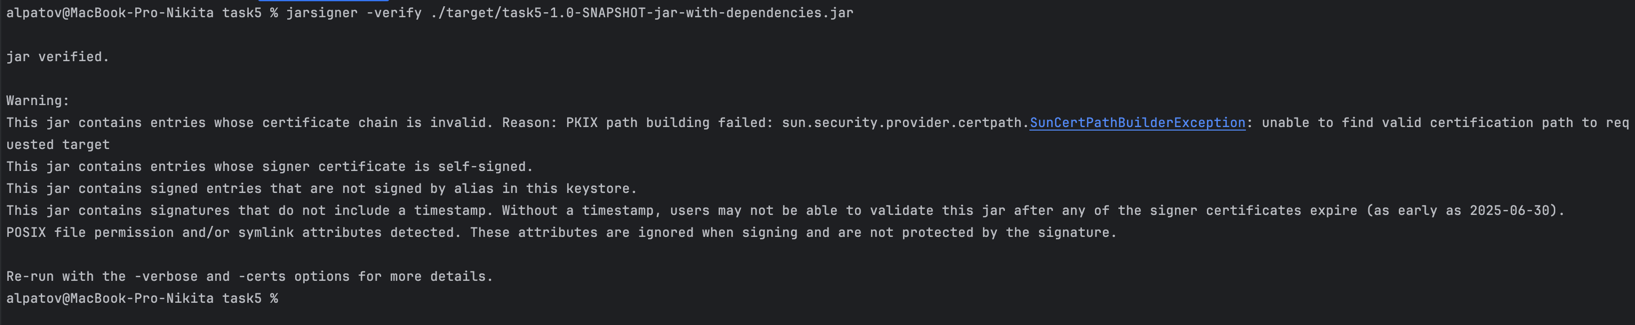 alpatov@MacBook-Pro-Nikita task5 % jarsigner -verify ./target/task5-1.0-SNAPSHOT-jar-with-dependencies.jar
jar verified.
Warning:
This jar contains entries whose certificate chain is invalid. Reason: PKIX path building failed: sun.security.provider.certpath.SunCertPathBuilderException: unable to find valid certification path to req
uested target
This jar contains entries whose signer certificate is self-signed.
This jar contains signed entries that are not signed by alias in this keystore.
This jar contains signatures that do not include a timestamp. Without a timestamp, users may not be able to validate this jar after any of the signer certificates expire (as early as 2025-06-30).
POSIX file permission and/or symlink attributes detected. These attributes are ignored when signing and are not protected by the signature.
Re-run with the -verbose and -certs options for more details.
alpatov@MacBook-Pro-Nikita task5 %